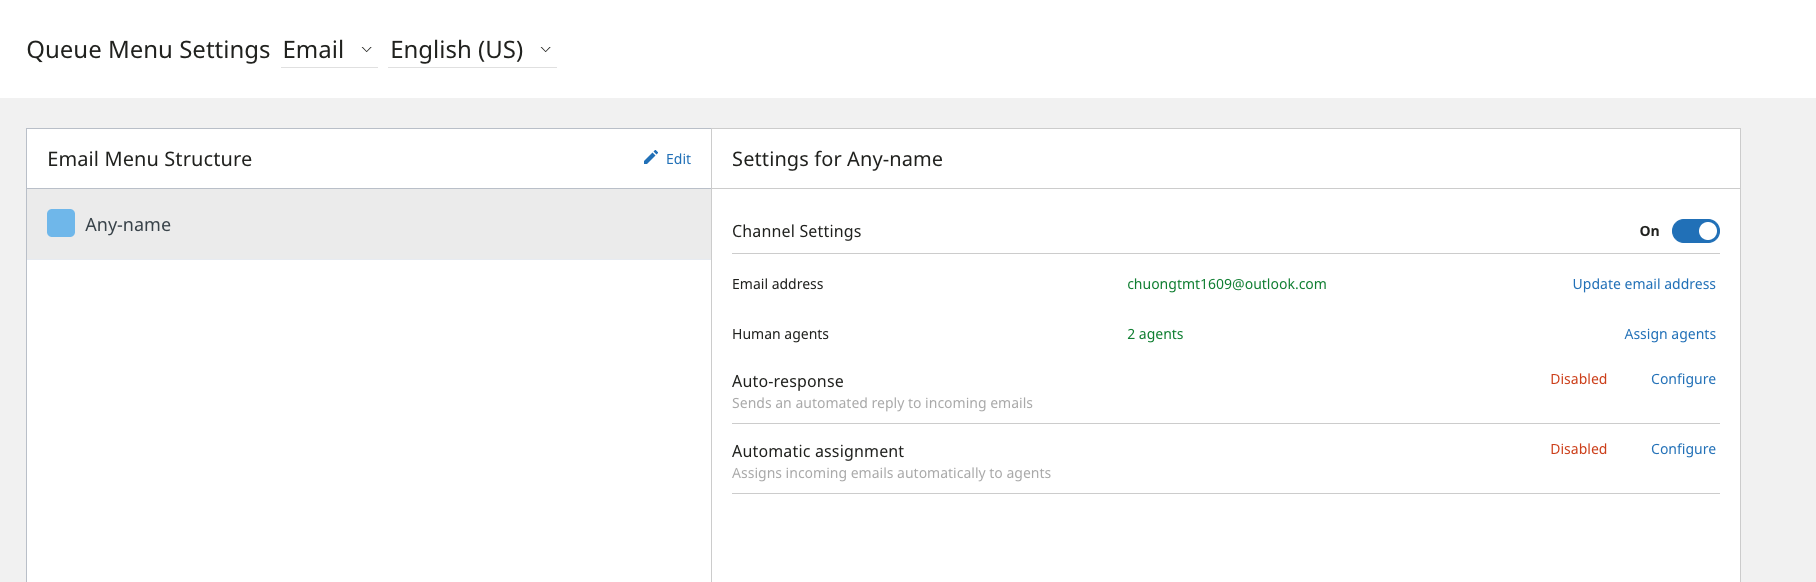 Queue Menu Settings Email English (US)
Email Menu Structure Edit
Any-name
Settings for Any-name
Channel Settings On
Email address chuongtmt1609@outlook.com Update email address
Human agents 2 agents Assign agents
Auto-response Disabled Configure
Sends an automated reply to incoming emails
Automatic assignment Disabled Configure
Assigns incoming emails automatically to agents